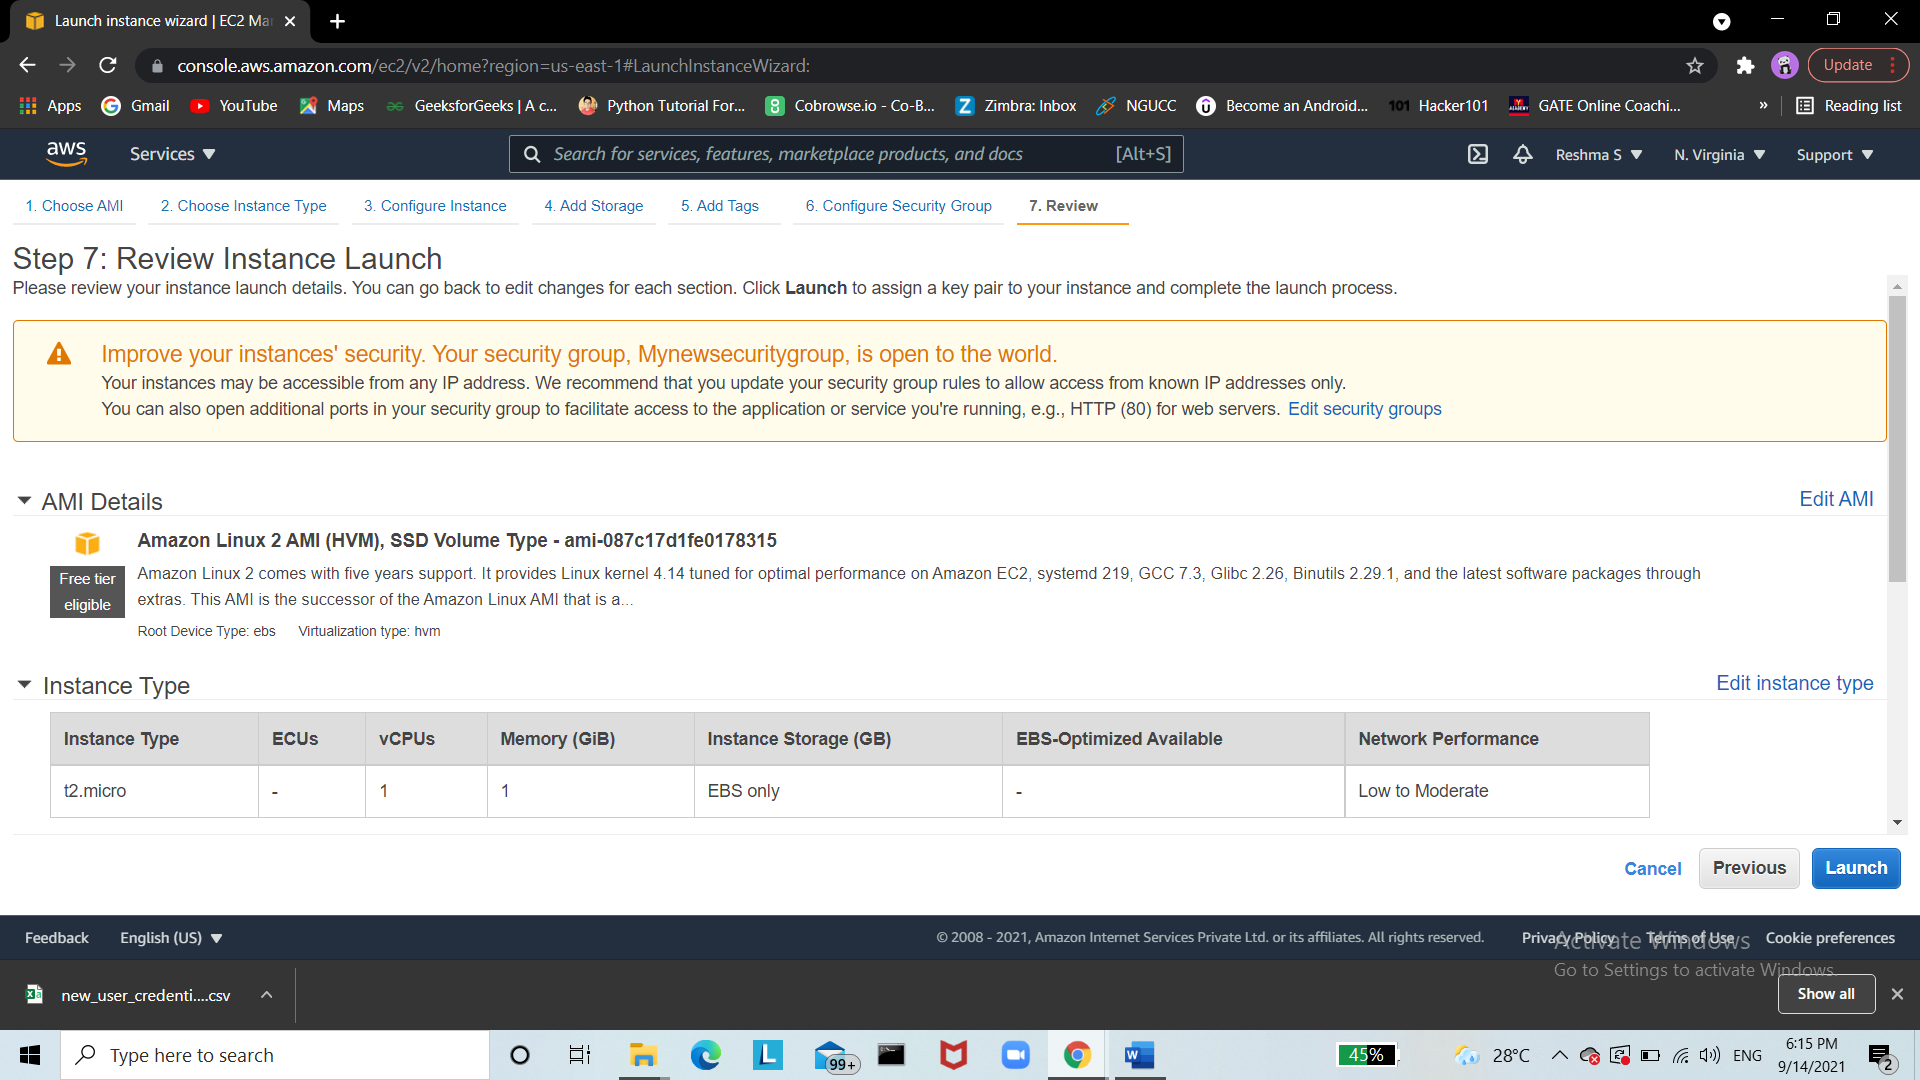 Launch instance wizard | EC2 Mar
console.aws.amazon.com/ec2/v2/home?region=us-east-1#LaunchInstanceWizard:
Update
Apps
Gmail
YouTube
Maps
GeeksforGeeks | A c...
Python Tutorial For...
Cobrowse.io - Co-B...
Zimbra: Inbox
NGUCC
Become an Android...
101 Hacker101
GATE Online Coachi...
»
Reading list
aws
Services
Search for services, features, marketplace products, and docs [Alt+S]
Reshma S
N. Virginia
Support
1. Choose AMI
2. Choose Instance Type
3. Configure Instance
4. Add Storage
5. Add Tags
6. Configure Security Group
7. Review
Step 7: Review Instance Launch
Please review your instance launch details. You can go back to edit changes for each section. Click Launch to assign a key pair to your instance and complete the launch process.
Improve your instances' security. Your security group, Mynewsecuritygroup, is open to the world.
Your instances may be accessible from any IP address. We recommend that you update your security group rules to allow access from known IP addresses only.
You can also open additional ports in your security group to facilitate access to the application or service you're running, e.g., HTTP (80) for web servers. Edit security groups
AMI Details
Edit AMI
Amazon Linux 2 AMI (HVM), SSD Volume Type - ami-087c17d1fe0178315
Free tier
eligible
Amazon Linux 2 comes with five years support. It provides Linux kernel 4.14 tuned for optimal performance on Amazon EC2, systemd 219, GCC 7.3, Glibc 2.26, Binutils 2.29.1, and the latest software packages through
extras. This AMI is the successor of the Amazon Linux AMI that is a...
Root Device Type: ebs Virtualization type: hvm
Instance Type
Edit instance type
Instance Type ECUs vCPUs Memory (GiB) Instance Storage (GB) EBS-Optimized Available Network Performance
t2.micro - 1 1 EBS only - Low to Moderate
Cancel
Previous
Launch
Feedback
English (US)
© 2008 - 2021, Amazon Internet Services Private Ltd. or its affiliates. All rights reserved.
Privacy Policy
Terms of Use
Cookie preferences
Activate Windows
Go to Settings to activate Windows.
new_user_credenti....csv
Show all
Type here to search
99+
45%
28°C
ENG
6:15 PM
9/14/2021
2